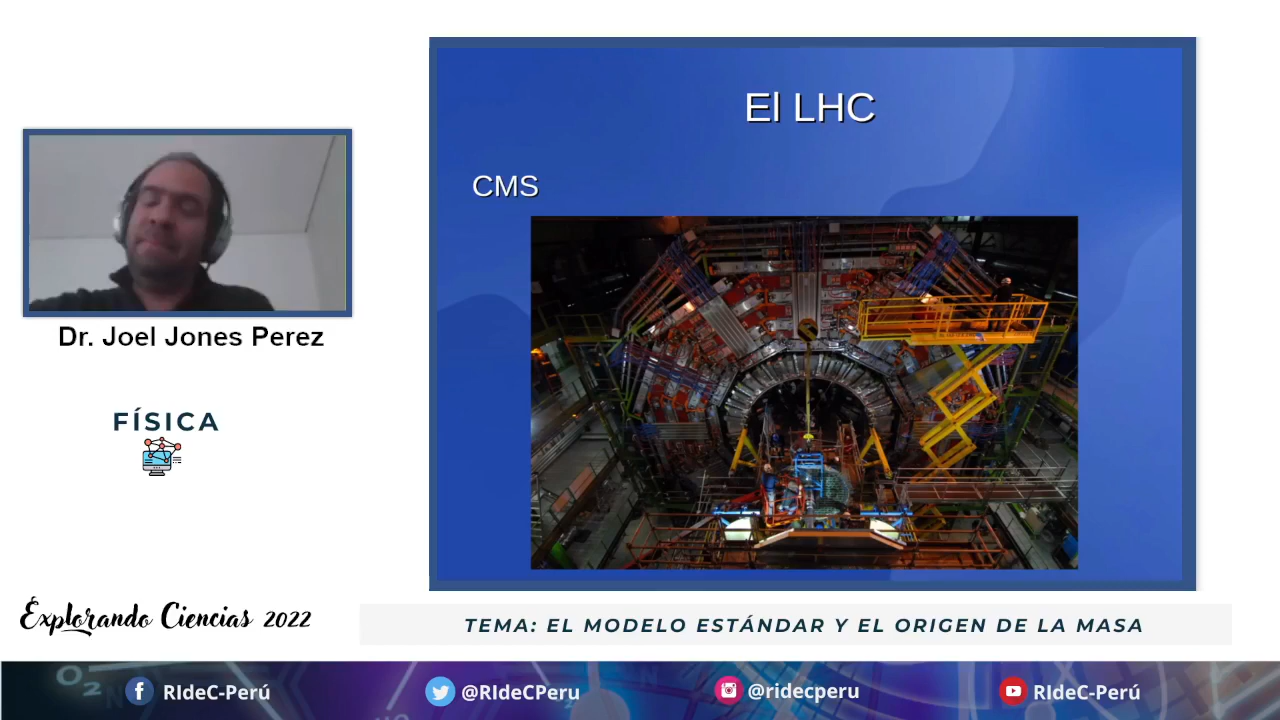 El LHC
CMS
Dr. Joel Jones Perez
FÍSICA
Explorando Ciencias 2022
TEMA: EL MODELO ESTÁNDAR Y EL ORIGEN DE LA MASA
O2
RIdeC-Perú
@RIdeCPeru
@ridecperu
RIdeC-Perú